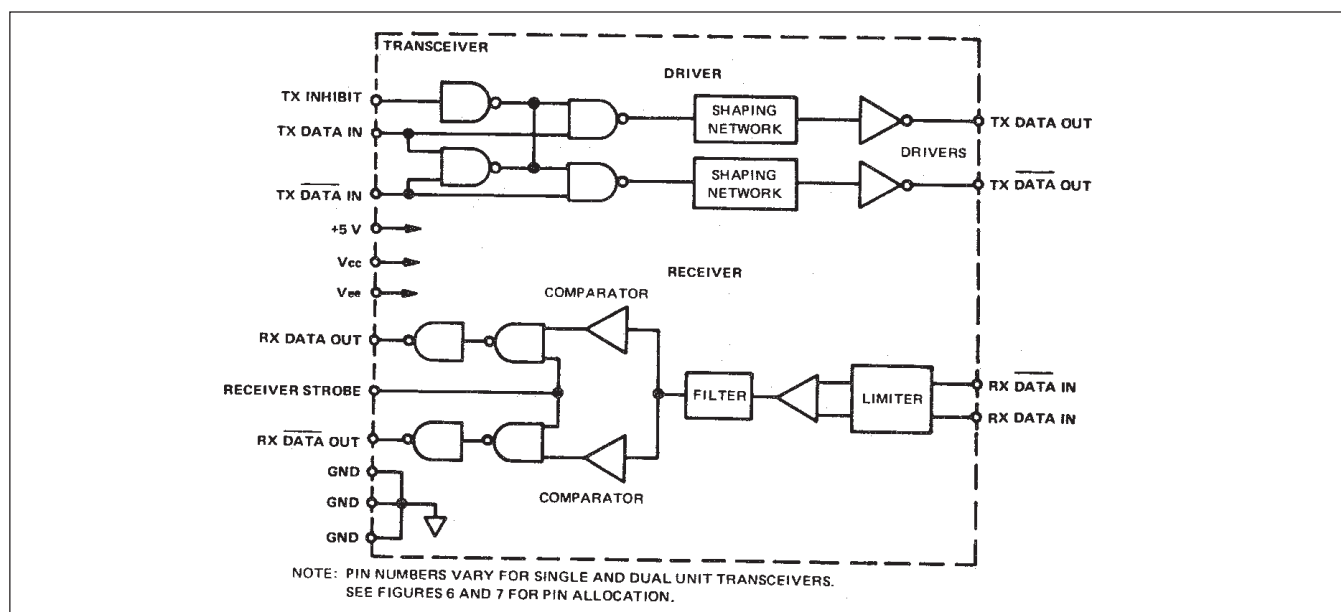 TRANSCEIVER
DRIVER
TX INHIBIT
SHAPING
NETWORK
TX DATA OUT
TX DATA IN
DRIVERS
SHAPING
NETWORK
TX DATA OUT
TX DATA IN
+5 V
Vcc
Vee
RECEIVER
COMPARATOR
RX DATA OUT
RECEIVER STROBE
FILTER
LIMITER
RX DATA IN
RX DATA IN
RX DATA OUT
COMPARATOR
GND
GND
GND
NOTE: PIN NUMBERS VARY FOR SINGLE AND DUAL UNIT TRANSCEIVERS.
SEE FIGURES 6 AND 7 FOR PIN ALLOCATION.